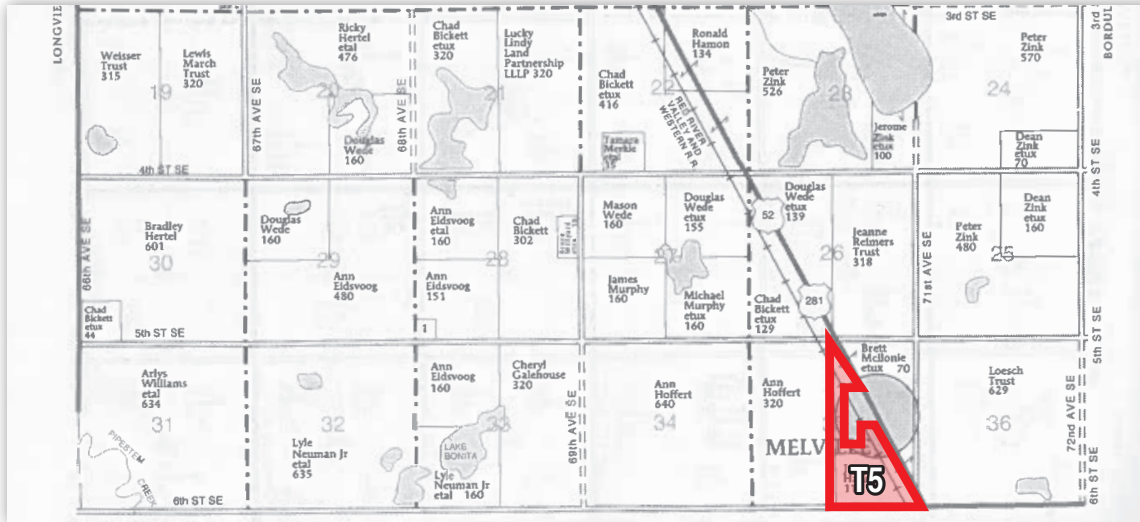 LONGVIE
Weisser
Trust
315
Lewis
March
Trust
320
19
67th AVE SE
Ricky
Hertel
etal
476
20
Douglas
Wede
160
68th AVE SE
Chad
Bickett
etux
320
Lucky
Lindy
Land
Partnership
LLLP 320
21
Chad
Bickett
etux
416
Tamara
Merkle
etal
22
Ronald
Hamon
134
RED RIVER
VALLEY AND
WESTERN R R
Peter
Zink
526
23
Jerome
Zink
etux
100
3rd ST SE
Peter
Zink
570
24
Dean
Zink
etux
70
3rd
BORDUL
4th ST SE
4th ST SE
66th AVE SE
Bradley
Hertel
601
30
Chad
Bickett
etux
44
5th ST SE
Douglas
Wede
160
29
Ann
Eidsvoog
480
Ann
Eidsvoog
etal
160
Chad
Bickett
302
28
Ann
Eidsvoog
151
1
Mason
Wede
160
Douglas
Wede
etux
155
27
James
Murphy
160
Michael
Murphy
etux
160
Douglas
Wede
etux
139
52
26
Jeanne
Reimers
Trust
318
281
Chad
Bickett
etux
129
71st AVE SE
Peter
Zink
480
25
Dean
Zink
etux
160
5th ST SE
Arlys
Williams
etal
634
31
PIPESTEM
CREEK
6th ST SE
32
Lyle
Neuman Jr
etal
635
Ann
Eidsvoog
160
Cheryl
Galehouse
320
33
LAKE
BONITA
Lyle
Neuman Jr
etal 160
69th AVE SE
Ann
Hoffert
640
34
Ann
Hoffert
320
Brett
McIlonie
etux 70
T5
Loesch
Trust
629
36
72nd AVE SE
6th ST SE